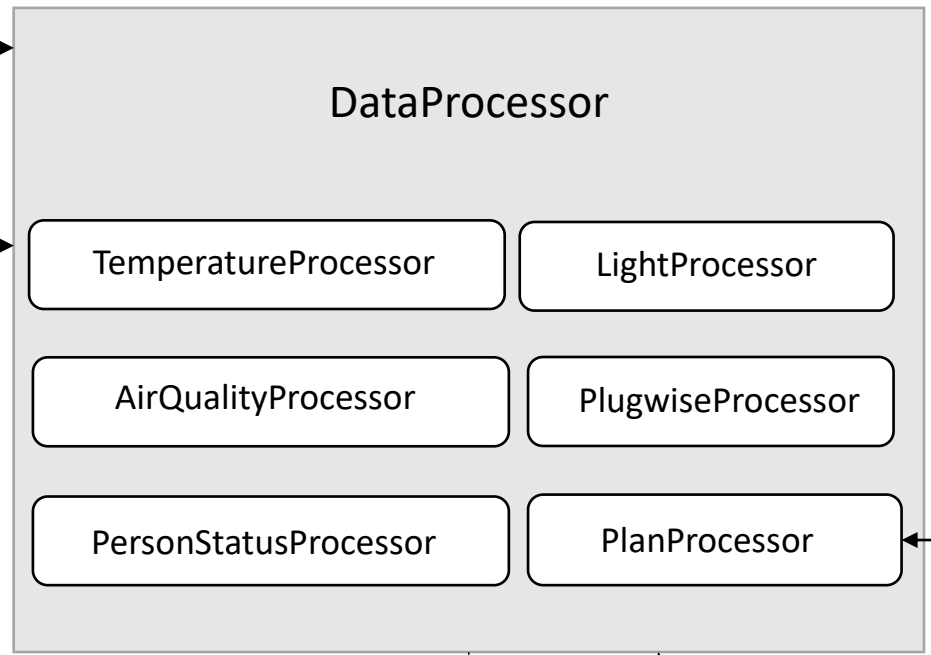 DataProcessor
TemperatureProcessor
LightProcessor
AirQualityProcessor
PlugwiseProcessor
PersonStatusProcessor
PlanProcessor